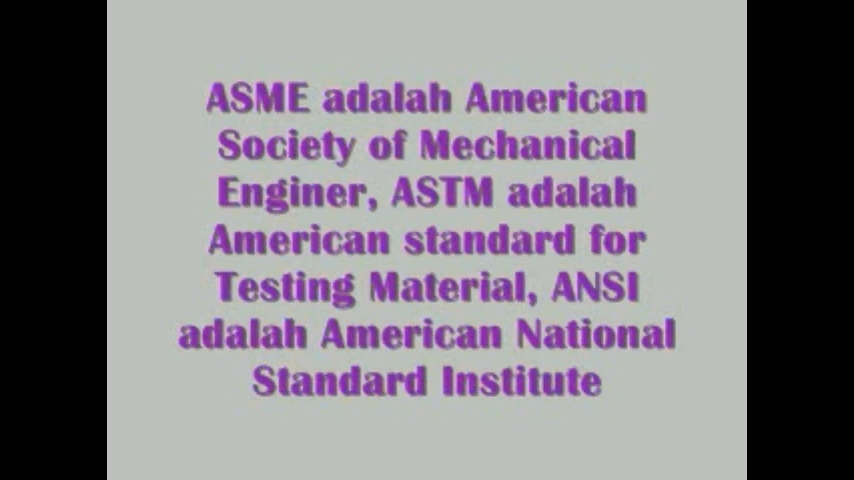 ASME adalah American
Society of Mechanical
Enginer, ASTM adalah
American standard for
Testing Material, ANSI
adalah American National
Standard Institute